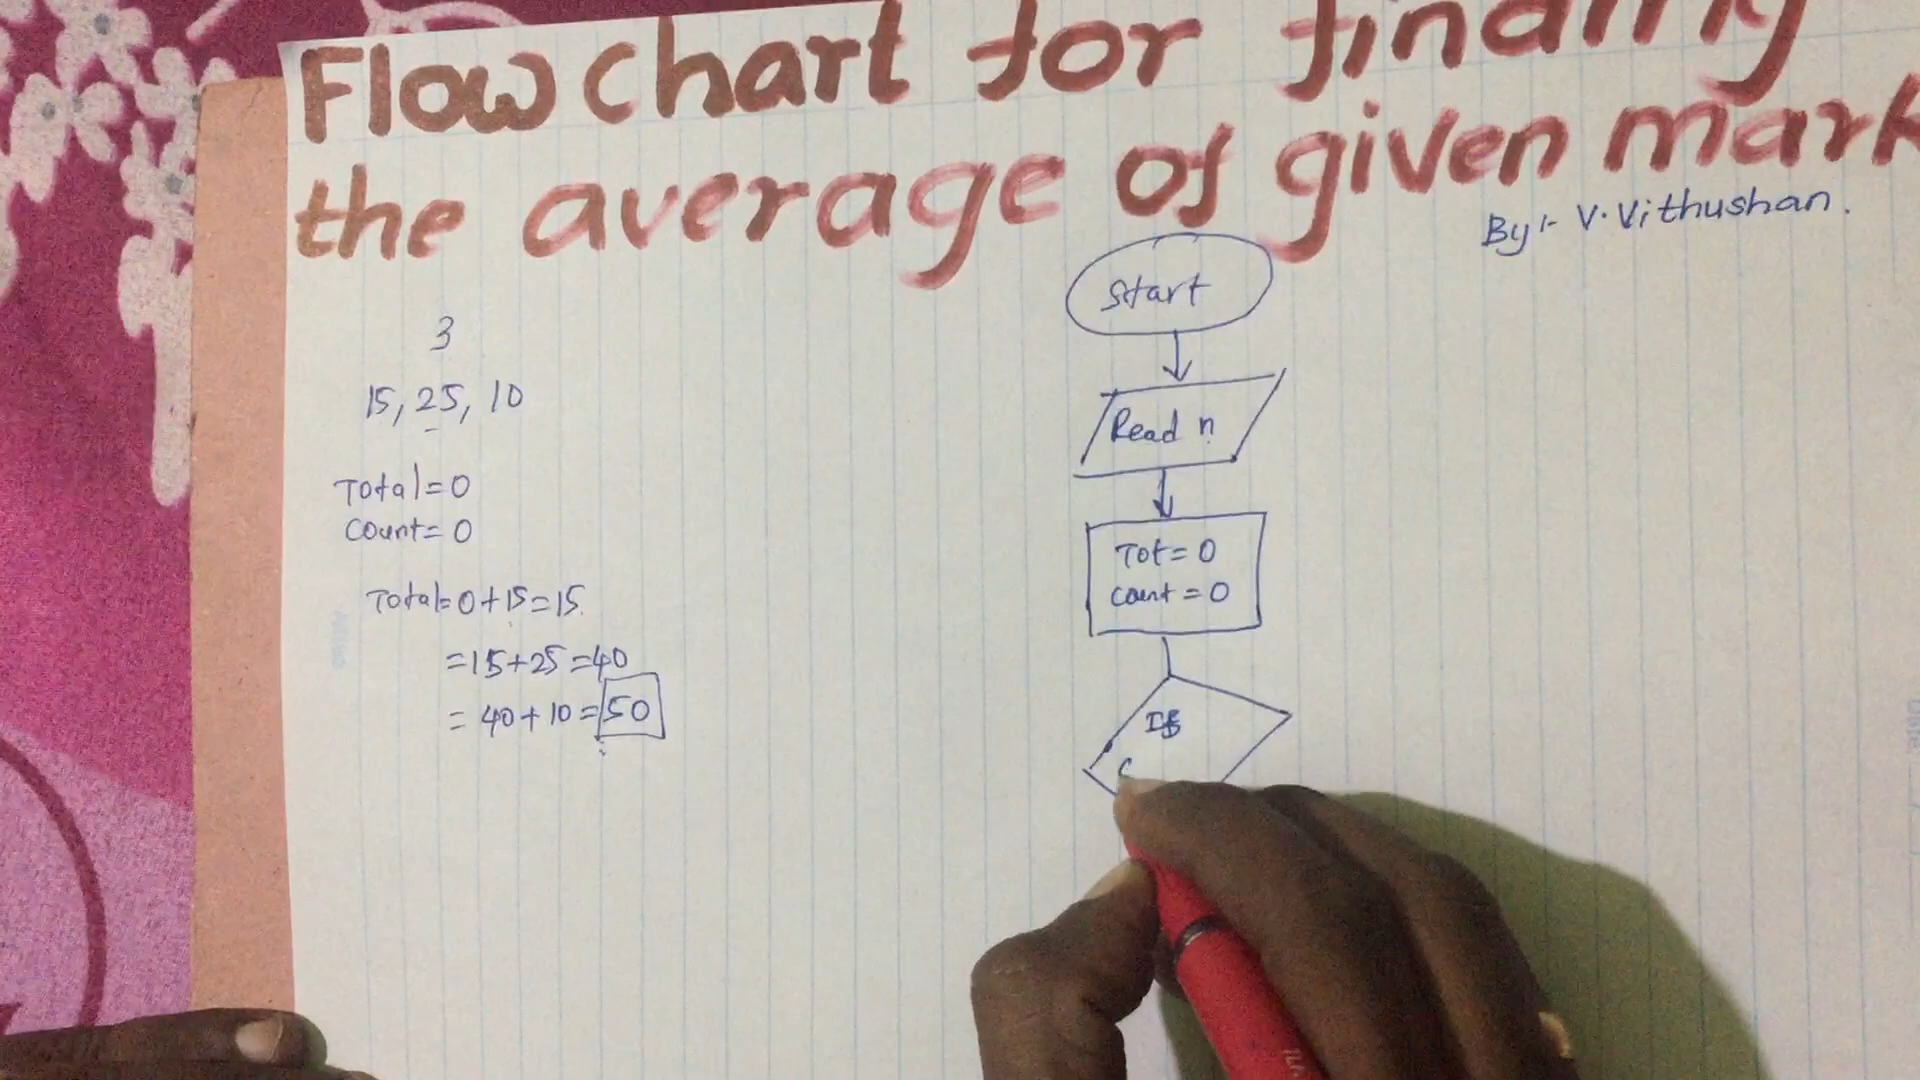 Flow chart for finding
the average of given mark
By:- V. Vithushan.
3
15, 25, 10
Total=0
Count=0
Total=0+15=15
=15+25=40
=40+10=50
Start
Read n
Tot=0
Count=0
If